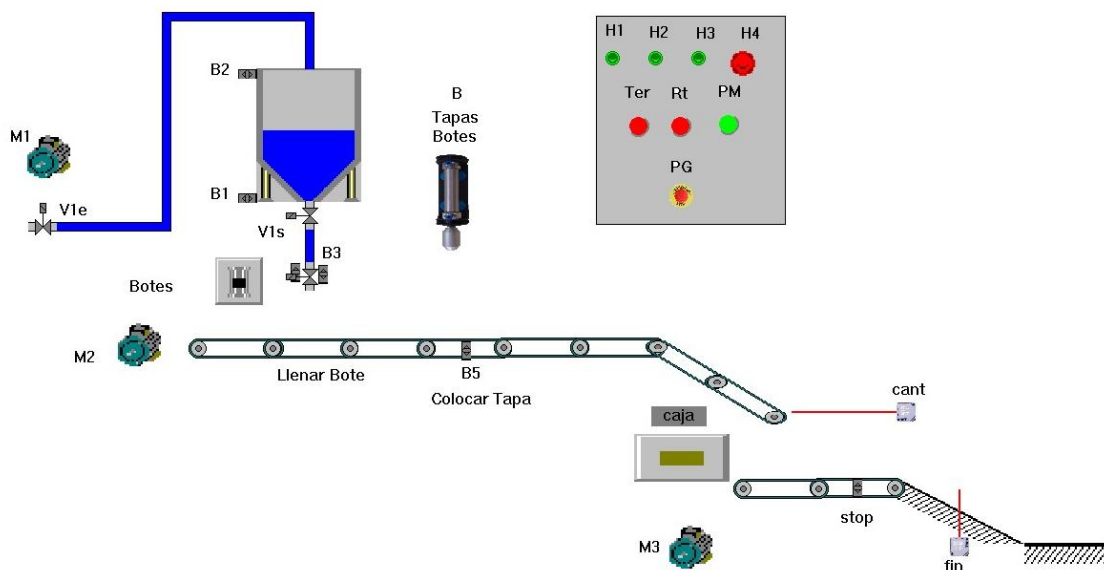 H1 H2 H3 H4
B2
B
Tapas
Botes
Ter Rt PM
M1
PG
B1
V1e
V1s
B3
Botes
M2
Llenar Bote
B5
Colocar Tapa
cant
caja
stop
M3
fin